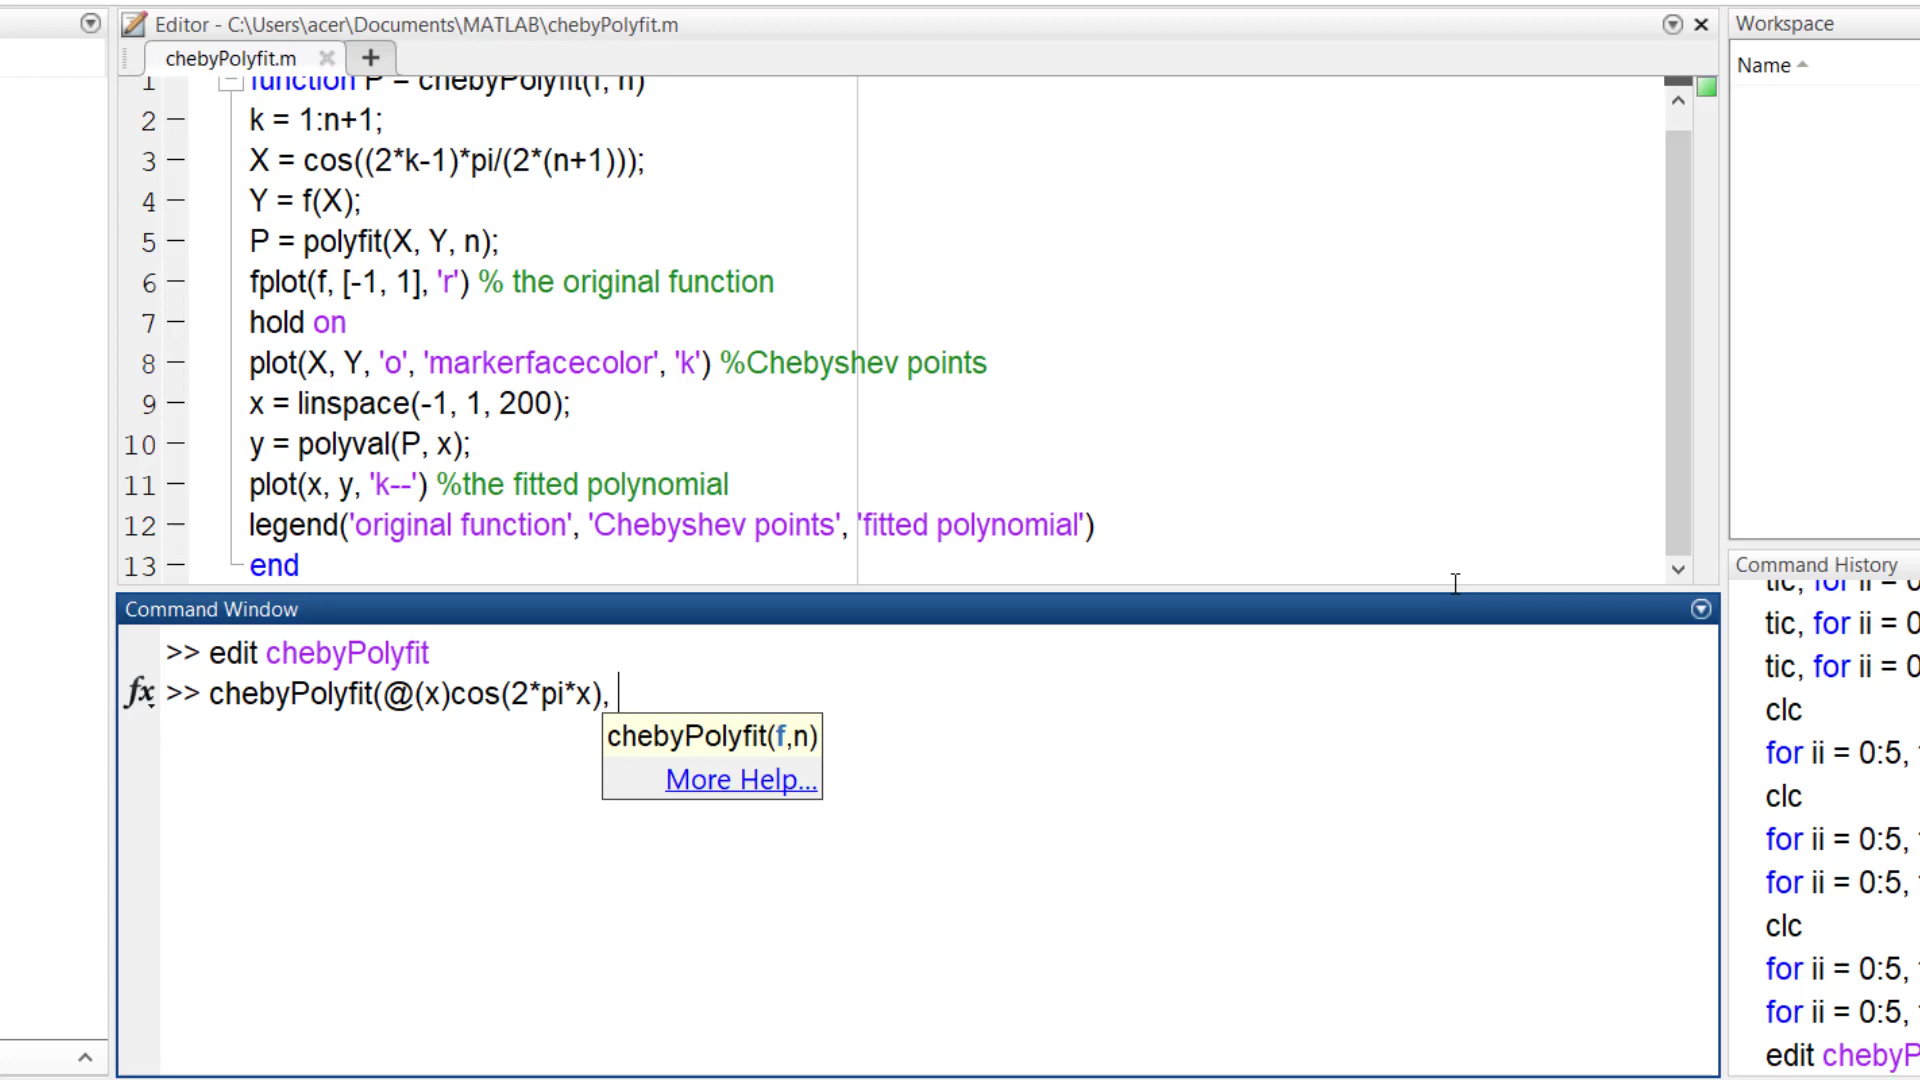 Editor - C:\Users\acer\Documents\MATLAB\chebyPolyfit.m
chebyPolyfit.m
1 function P = chebyPolyfit(f, n)
2 k = 1:n+1;
3 X = cos((2*k-1)*pi/(2*(n+1)));
4 Y = f(X);
5 P = polyfit(X, Y, n);
6 fplot(f, [-1, 1], 'r') % the original function
7 hold on
8 plot(X, Y, 'o', 'markerfacecolor', 'k') %Chebyshev points
9 x = linspace(-1, 1, 200);
10 y = polyval(P, x);
11 plot(x, y, 'k--') %the fitted polynomial
12 legend('original function', 'Chebyshev points', 'fitted polynomial')
13 end
Command Window
>> edit chebyPolyfit
fx >> chebyPolyfit(@(x)cos(2*pi*x),
chebyPolyfit(f,n)
More Help...
Workspace
Name
Command History
tic, for ii = 0
tic, for ii = 0
tic, for ii = 0
clc
for ii = 0:5,
clc
for ii = 0:5,
for ii = 0:5,
clc
for ii = 0:5,
for ii = 0:5,
edit chebyP